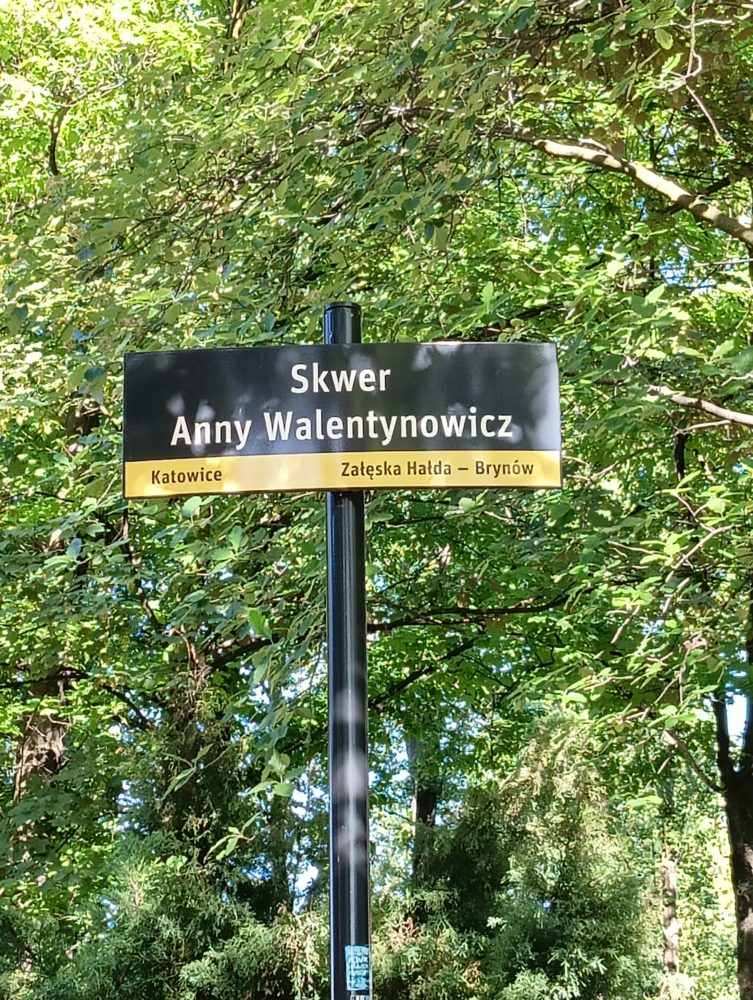 Skwer
Anny Walentynowicz
Katowice Załęska Hałda – Brynów